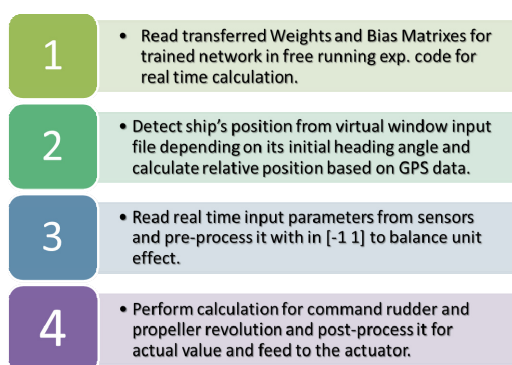 1
• Read transferred Weights and Bias Matrixes for
trained network in free running exp. code for
real time calculation.
2
• Detect ship's position from virtual window input
file depending on its initial heading angle and
calculate relative position based on GPS data.
3
• Read real time input parameters from sensors
and pre-process it with in [-1 1] to balance unit
effect.
4
• Perform calculation for command rudder and
propeller revolution and post-process it for
actual value and feed to the actuator.